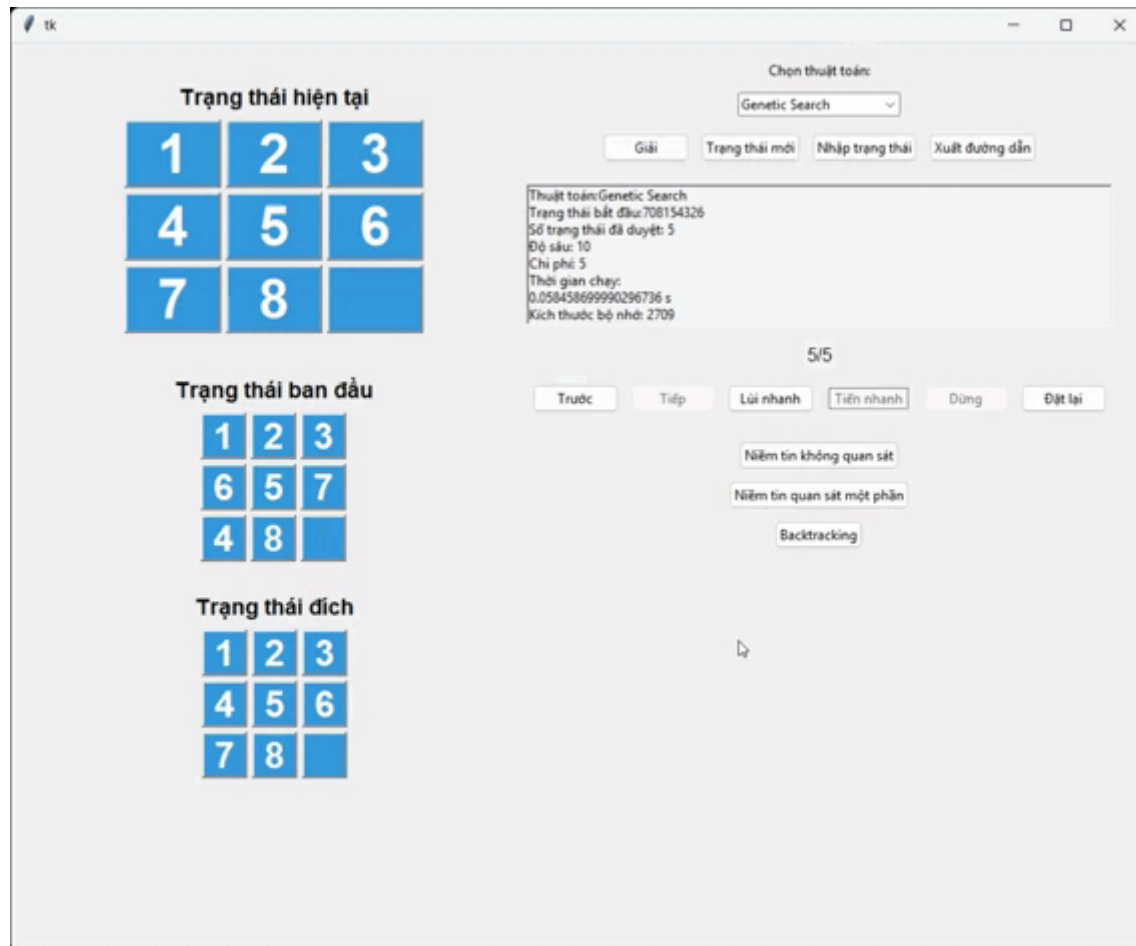 tk
Trạng thái hiện tại
1 2 3
4 5 6
7 8
Trạng thái ban đầu
1 2 3
6 5 7
4 8
Trạng thái đích
1 2 3
4 5 6
7 8
Chọn thuật toán:
Genetic Search
Giải Trạng thái mới Nhập trạng thái Xuất đường dẫn
Thuật toán:Genetic Search
Trạng thái bắt đầu:708154326
Số trạng thái đã duyệt: 5
Độ sâu: 10
Chi phí: 5
Thời gian chạy:
0.058458699990296736 s
Kích thước bộ nhớ: 2709
5/5
Trước Tiếp Lùi nhanh Tiến nhanh Dừng Đặt lại
Niềm tin không quan sát
Niềm tin quan sát một phần
Backtracking